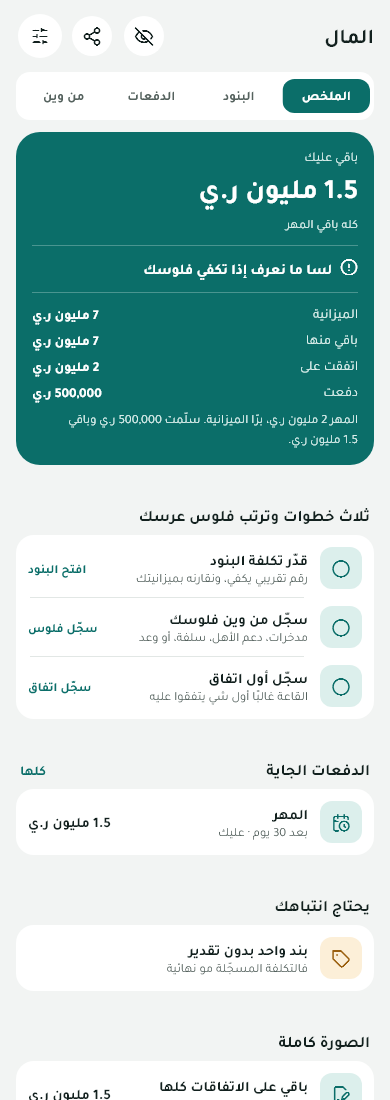 المال
الملخص
البنود
الدفعات
من وين
باقي عليك
1.5 مليون ر.ي
كله باقي المهر
لسا ما نعرف إذا تكفي فلوسك
الميزانية
7 مليون ر.ي
باقي منها
7 مليون ر.ي
اتفقت على
2 مليون ر.ي
دفعت
500,000 ر.ي
المهر 2 مليون ر.ي، برّا الميزانية. سلّمت 500,000 ر.ي وباقي
1.5 مليون ر.ي.
ثلاث خطوات وترتب فلوس عرسك
قدّر تكلفة البنود
رقم تقريبي يكفي، ونقارنه بميزانيتك
افتح البنود
سجّل من وين فلوسك
مدخرات، دعم الأهل، سلفة، أو وعد
سجّل فلوس
سجّل أول اتفاق
القاعة غالبًا أول شي يتفقوا عليه
سجّل اتفاق
الدفعات الجاية
كلها
المهر
بعد 30 يوم · عليك
1.5 مليون ر.ي
يحتاج انتباهك
بند واحد بدون تقدير
فالتكلفة المسجّلة مو نهائية
الصورة كاملة
باقي على الاتفاقات كلها
1.5 مليون ر.ي